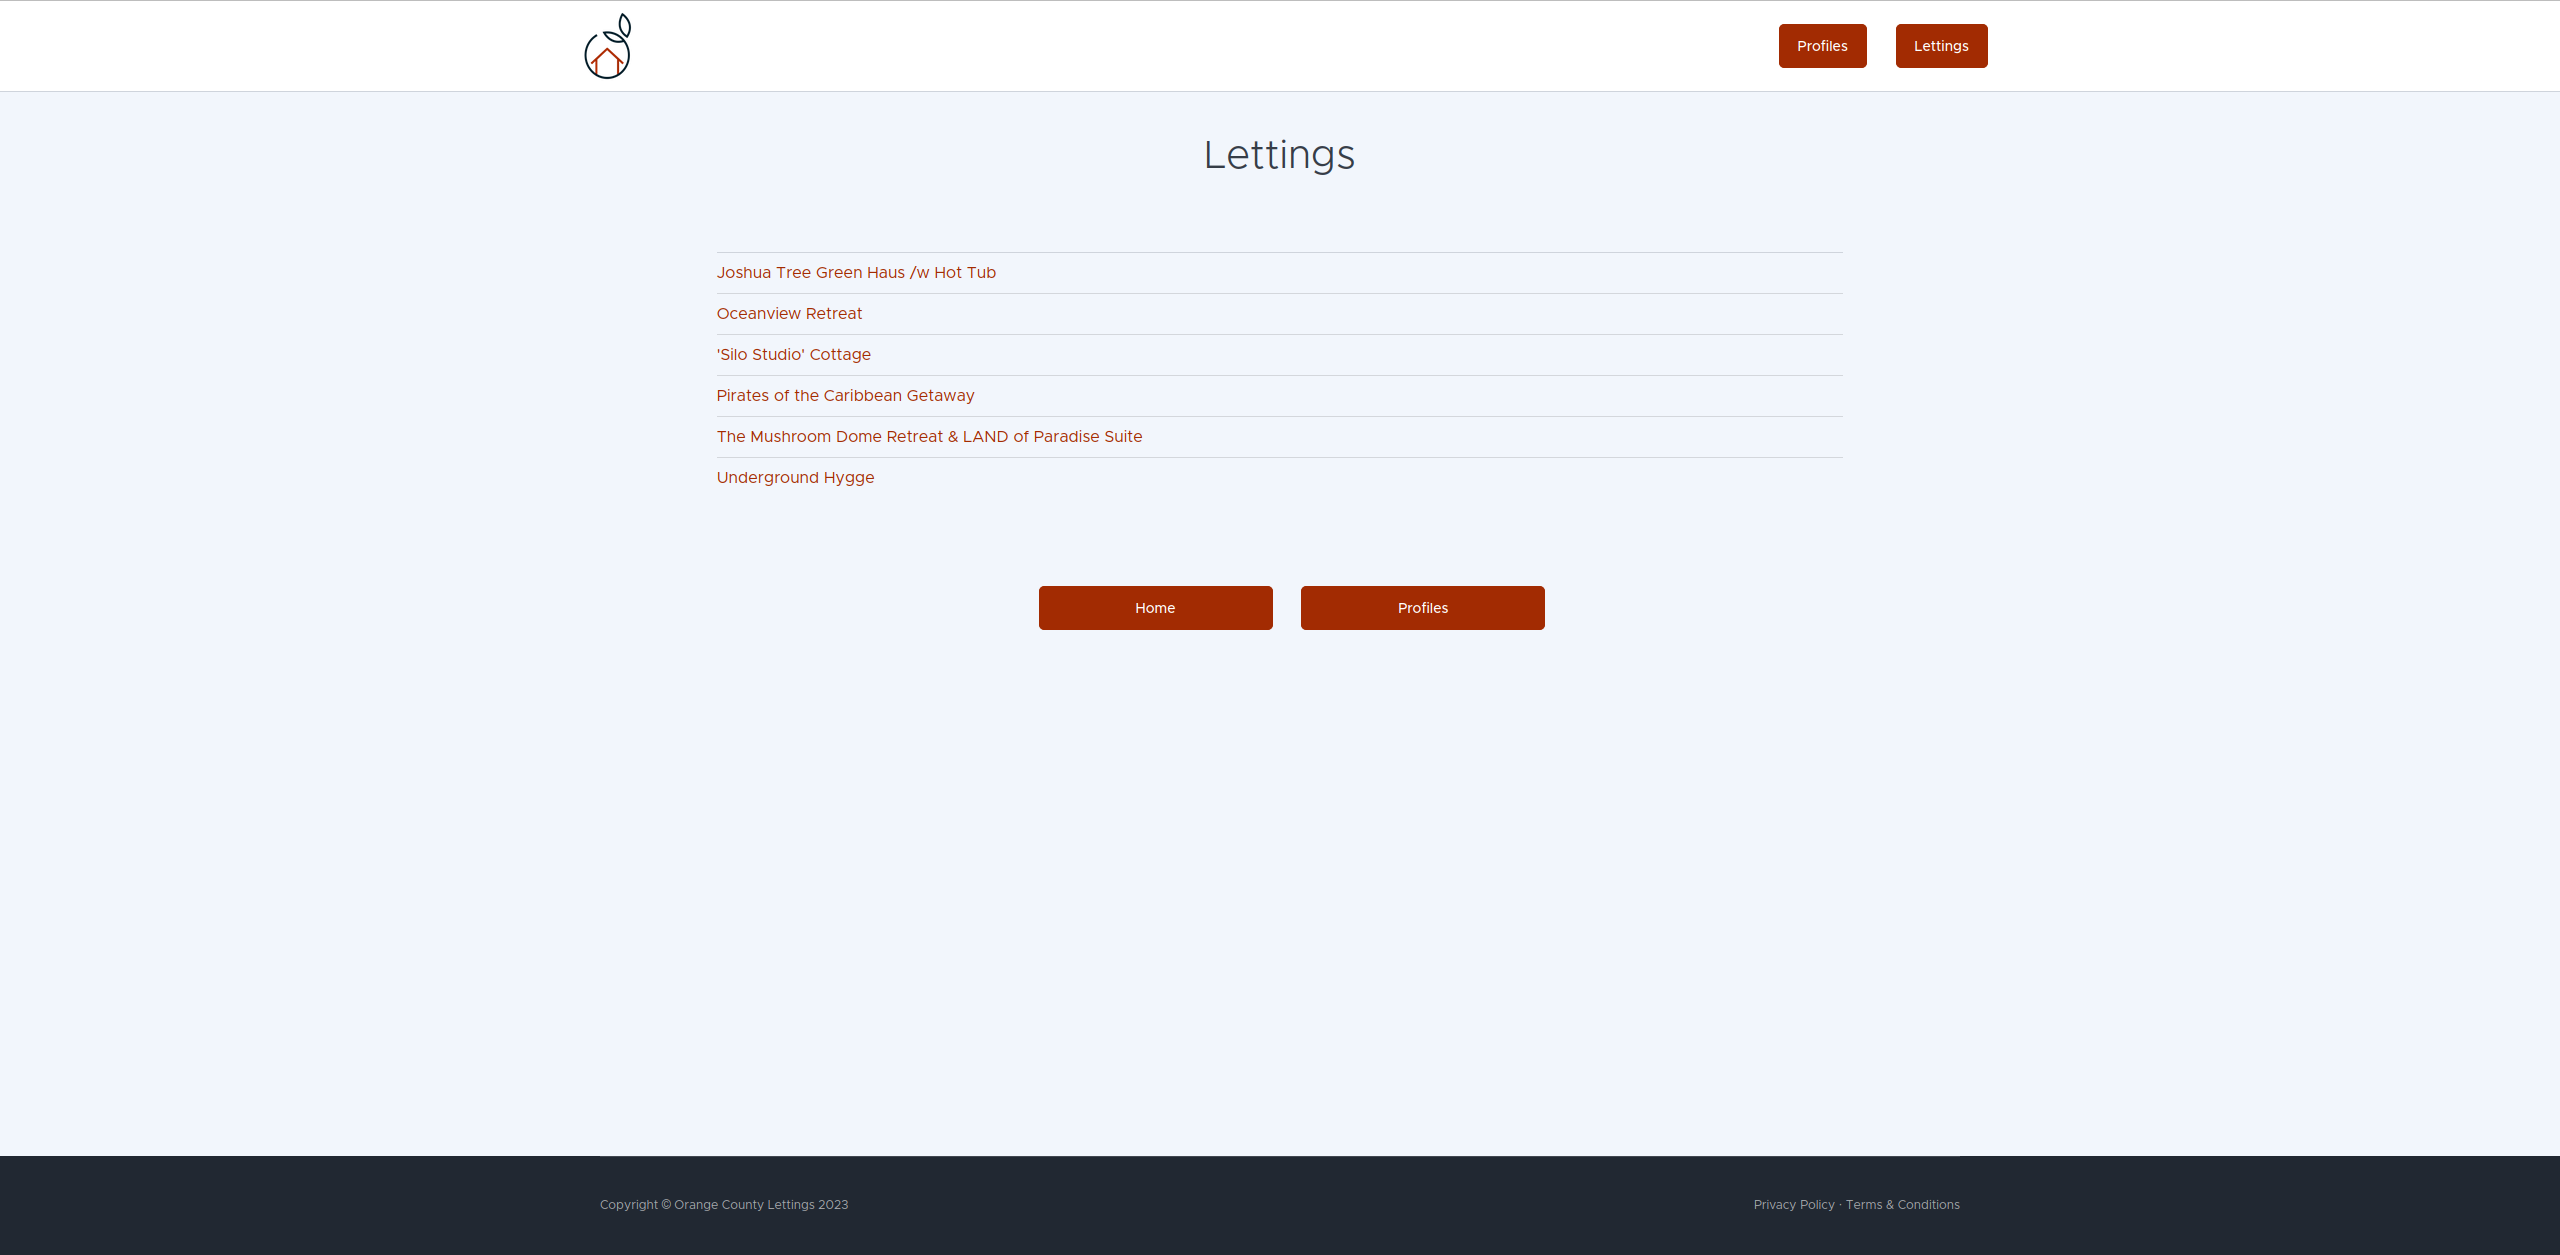 Profiles Lettings
Lettings
Joshua Tree Green Haus /w Hot Tub
Oceanview Retreat
'Silo Studio' Cottage
Pirates of the Caribbean Getaway
The Mushroom Dome Retreat & LAND of Paradise Suite
Underground Hygge
Home Profiles
Copyright © Orange County Lettings 2023 Privacy Policy · Terms & Conditions